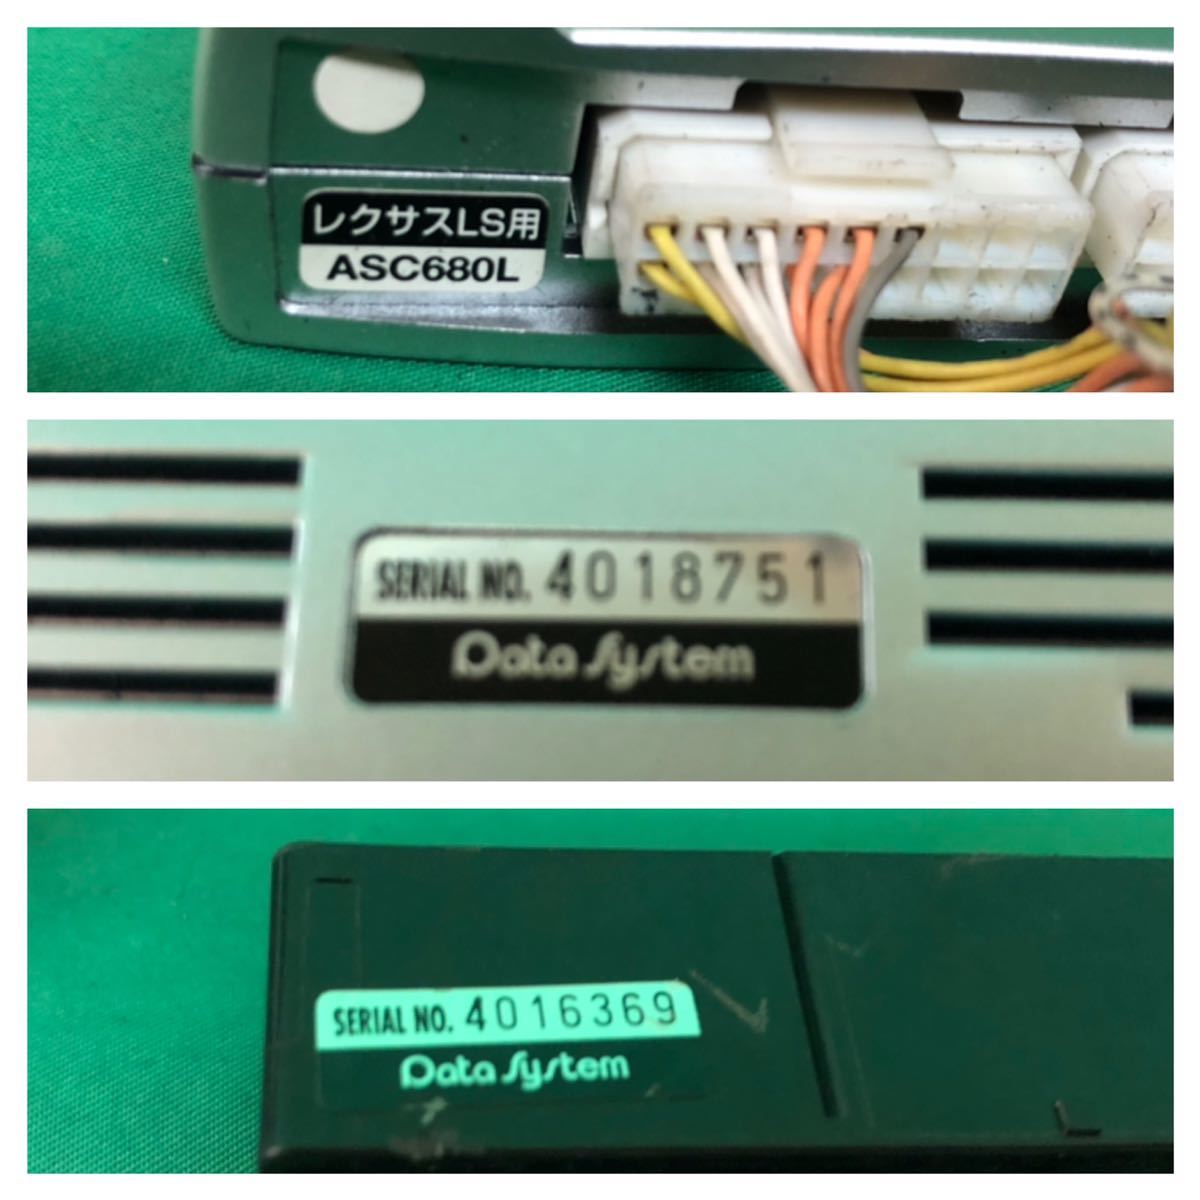 レクサスLS用
ASC680L
SERIAL NO. 4018751
Data System
SERIAL NO. 4016369
Data System